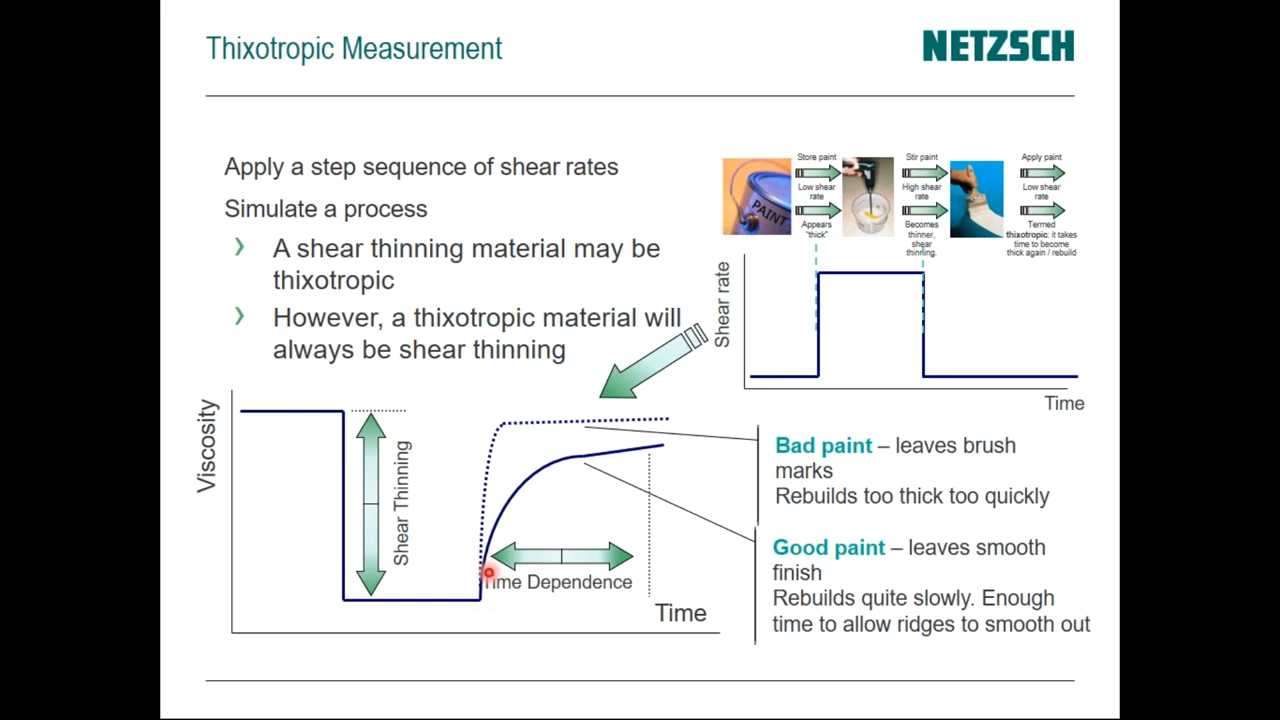 Thixotropic Measurement
NETZSCH
Apply a step sequence of shear rates
Simulate a process
❯ A shear thinning material may be
thixotropic
❯ However, a thixotropic material will
always be shear thinning
Store paint
Low shear
rate
Appears
"thick"
PAINT
Stir paint
High shear
rate
Becomes
thinner,
shear
thinning.
Apply paint
Low shear
rate
Termed
thixotropic: it takes
time to become
thick again / rebuild
Shear rate
Time
Viscosity
Shear Thinning
Time Dependence
Time
Bad paint – leaves brush
marks
Rebuilds too thick too quickly
Good paint – leaves smooth
finish
Rebuilds quite slowly. Enough
time to allow ridges to smooth out